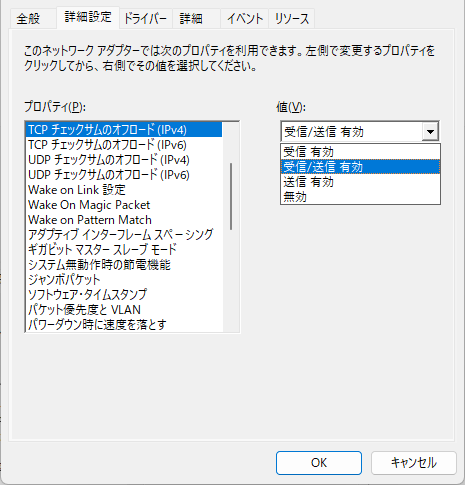 全般 詳細設定 ドライバー 詳細 イベント リソース
このネットワーク アダプターでは次のプロパティを利用できます。左側で変更するプロパティを
クリックしてから、右側でその値を選択してください。
プロパティ(P):
TCP チェックサムのオフロード (IPv4)
TCP チェックサムのオフロード (IPv6)
UDP チェックサムのオフロード (IPv4)
UDP チェックサムのオフロード (IPv6)
Wake on Link 設定
Wake On Magic Packet
Wake on Pattern Match
アダプティブ インターフレーム スペーシング
ギガビット マスター スレーブ モード
システム無動作時の節電機能
ジャンボパケット
ソフトウェア・タイムスタンプ
パケット優先度と VLAN
パワーダウン時に速度を落とす
値(V):
受信/送信 有効
受信 有効
受信/送信 有効
送信 有効
無効
OK キャンセル